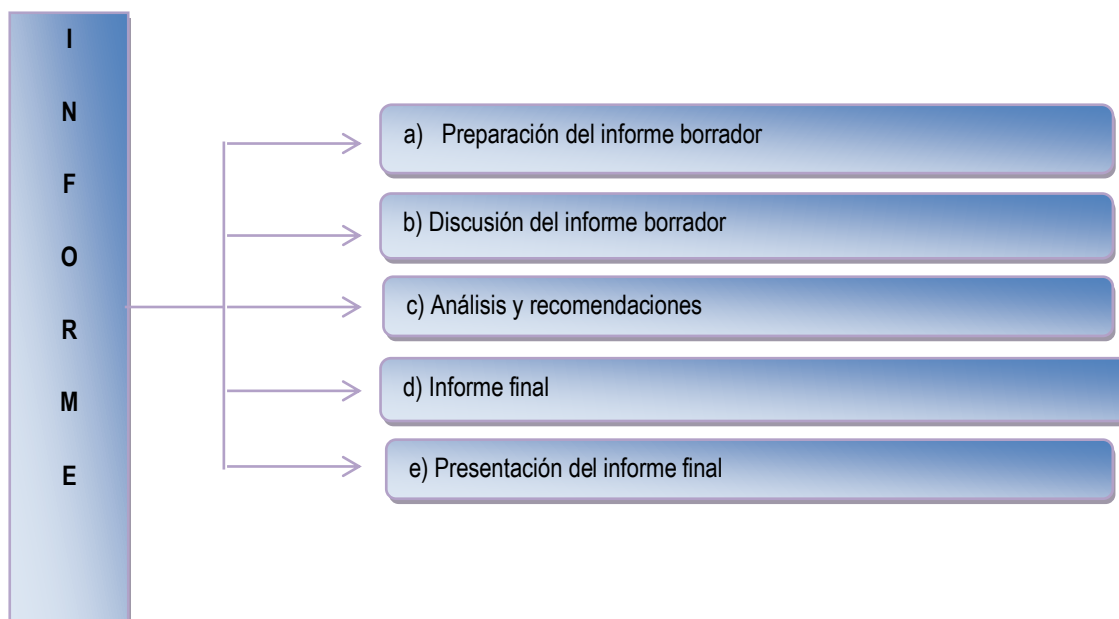 I
N
F
O
R
M
E
a) Preparación del informe borrador
b) Discusión del informe borrador
c) Análisis y recomendaciones
d) Informe final
e) Presentación del informe final